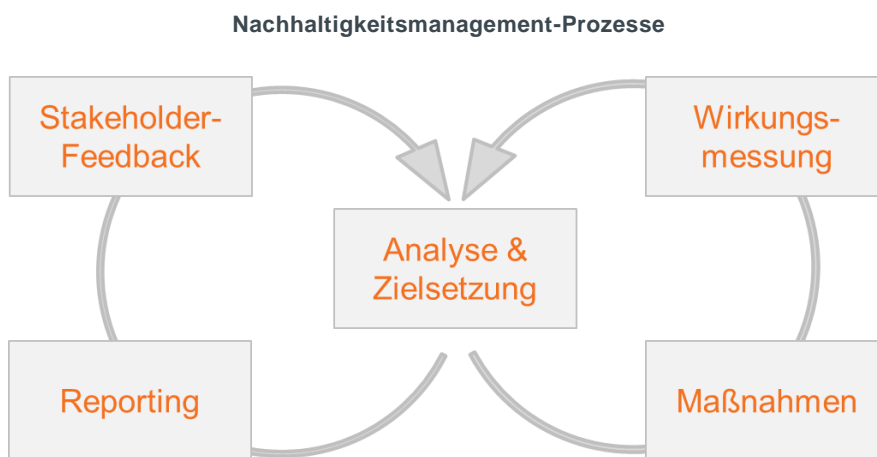 Nachhaltigkeitsmanagement-Prozesse
Stakeholder-
Feedback
Wirkungs-
messung
Analyse &
Zielsetzung
Reporting
Maßnahmen